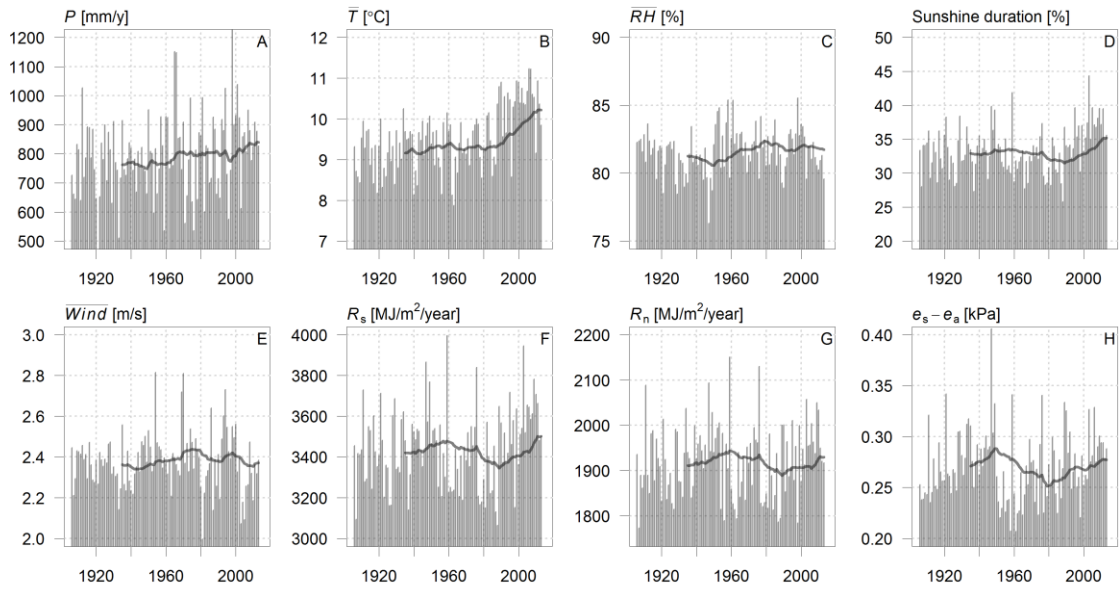 P [mm/y]
A
1200
1100
1000
900
800
700
600
500
1920 1960 2000
T̅ [°C]
B
12
11
10
9
8
7
1920 1960 2000
R̅H̅ [%]
C
90
85
80
75
1920 1960 2000
Sunshine duration [%]
D
50
45
40
35
30
25
20
1920 1960 2000
W̅i̅n̅d̅ [m/s]
E
3.0
2.8
2.6
2.4
2.2
2.0
1920 1960 2000
Rs [MJ/m²/year]
F
4000
3800
3600
3400
3200
3000
1920 1960 2000
Rn [MJ/m²/year]
G
2200
2100
2000
1900
1800
1920 1960 2000
es − ea [kPa]
H
0.40
0.35
0.30
0.25
0.20
1920 1960 2000